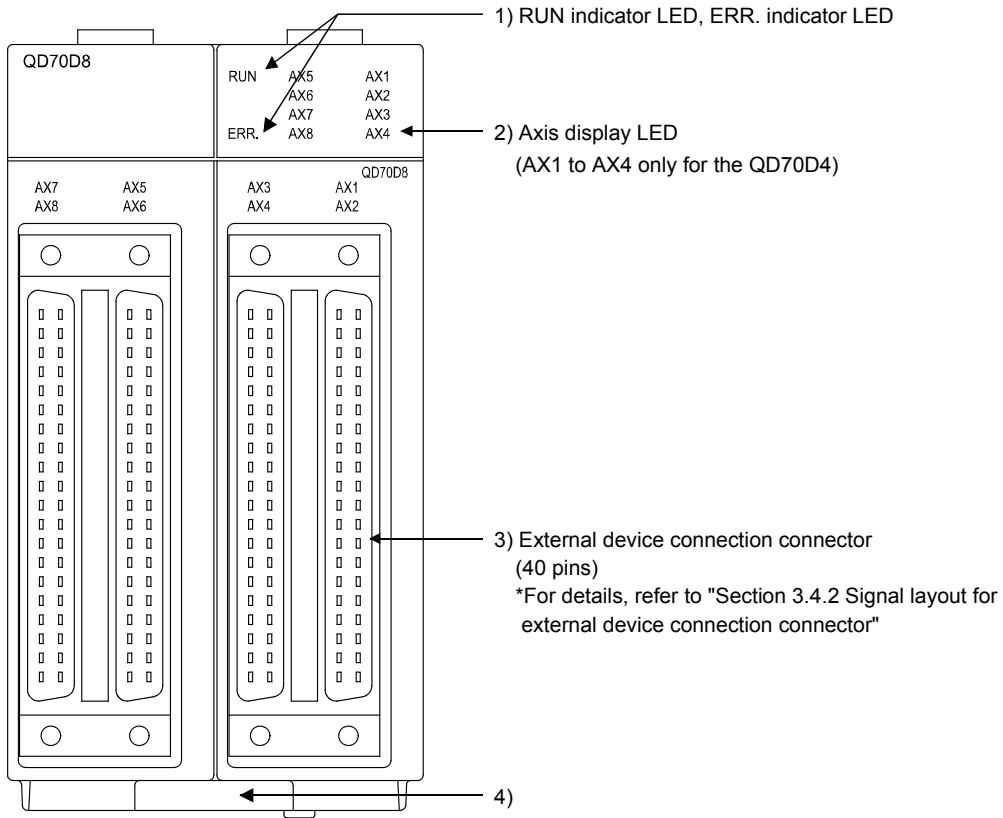 1) RUN indicator LED, ERR. indicator LED
QD70D8
RUN AX5 AX1
AX6 AX2
AX7 AX3
ERR. AX8 AX4
2) Axis display LED
(AX1 to AX4 only for the QD70D4)
QD70D8
AX7 AX5 AX3 AX1
AX8 AX6 AX4 AX2
3) External device connection connector
(40 pins)
*For details, refer to "Section 3.4.2 Signal layout for
external device connection connector"
4)